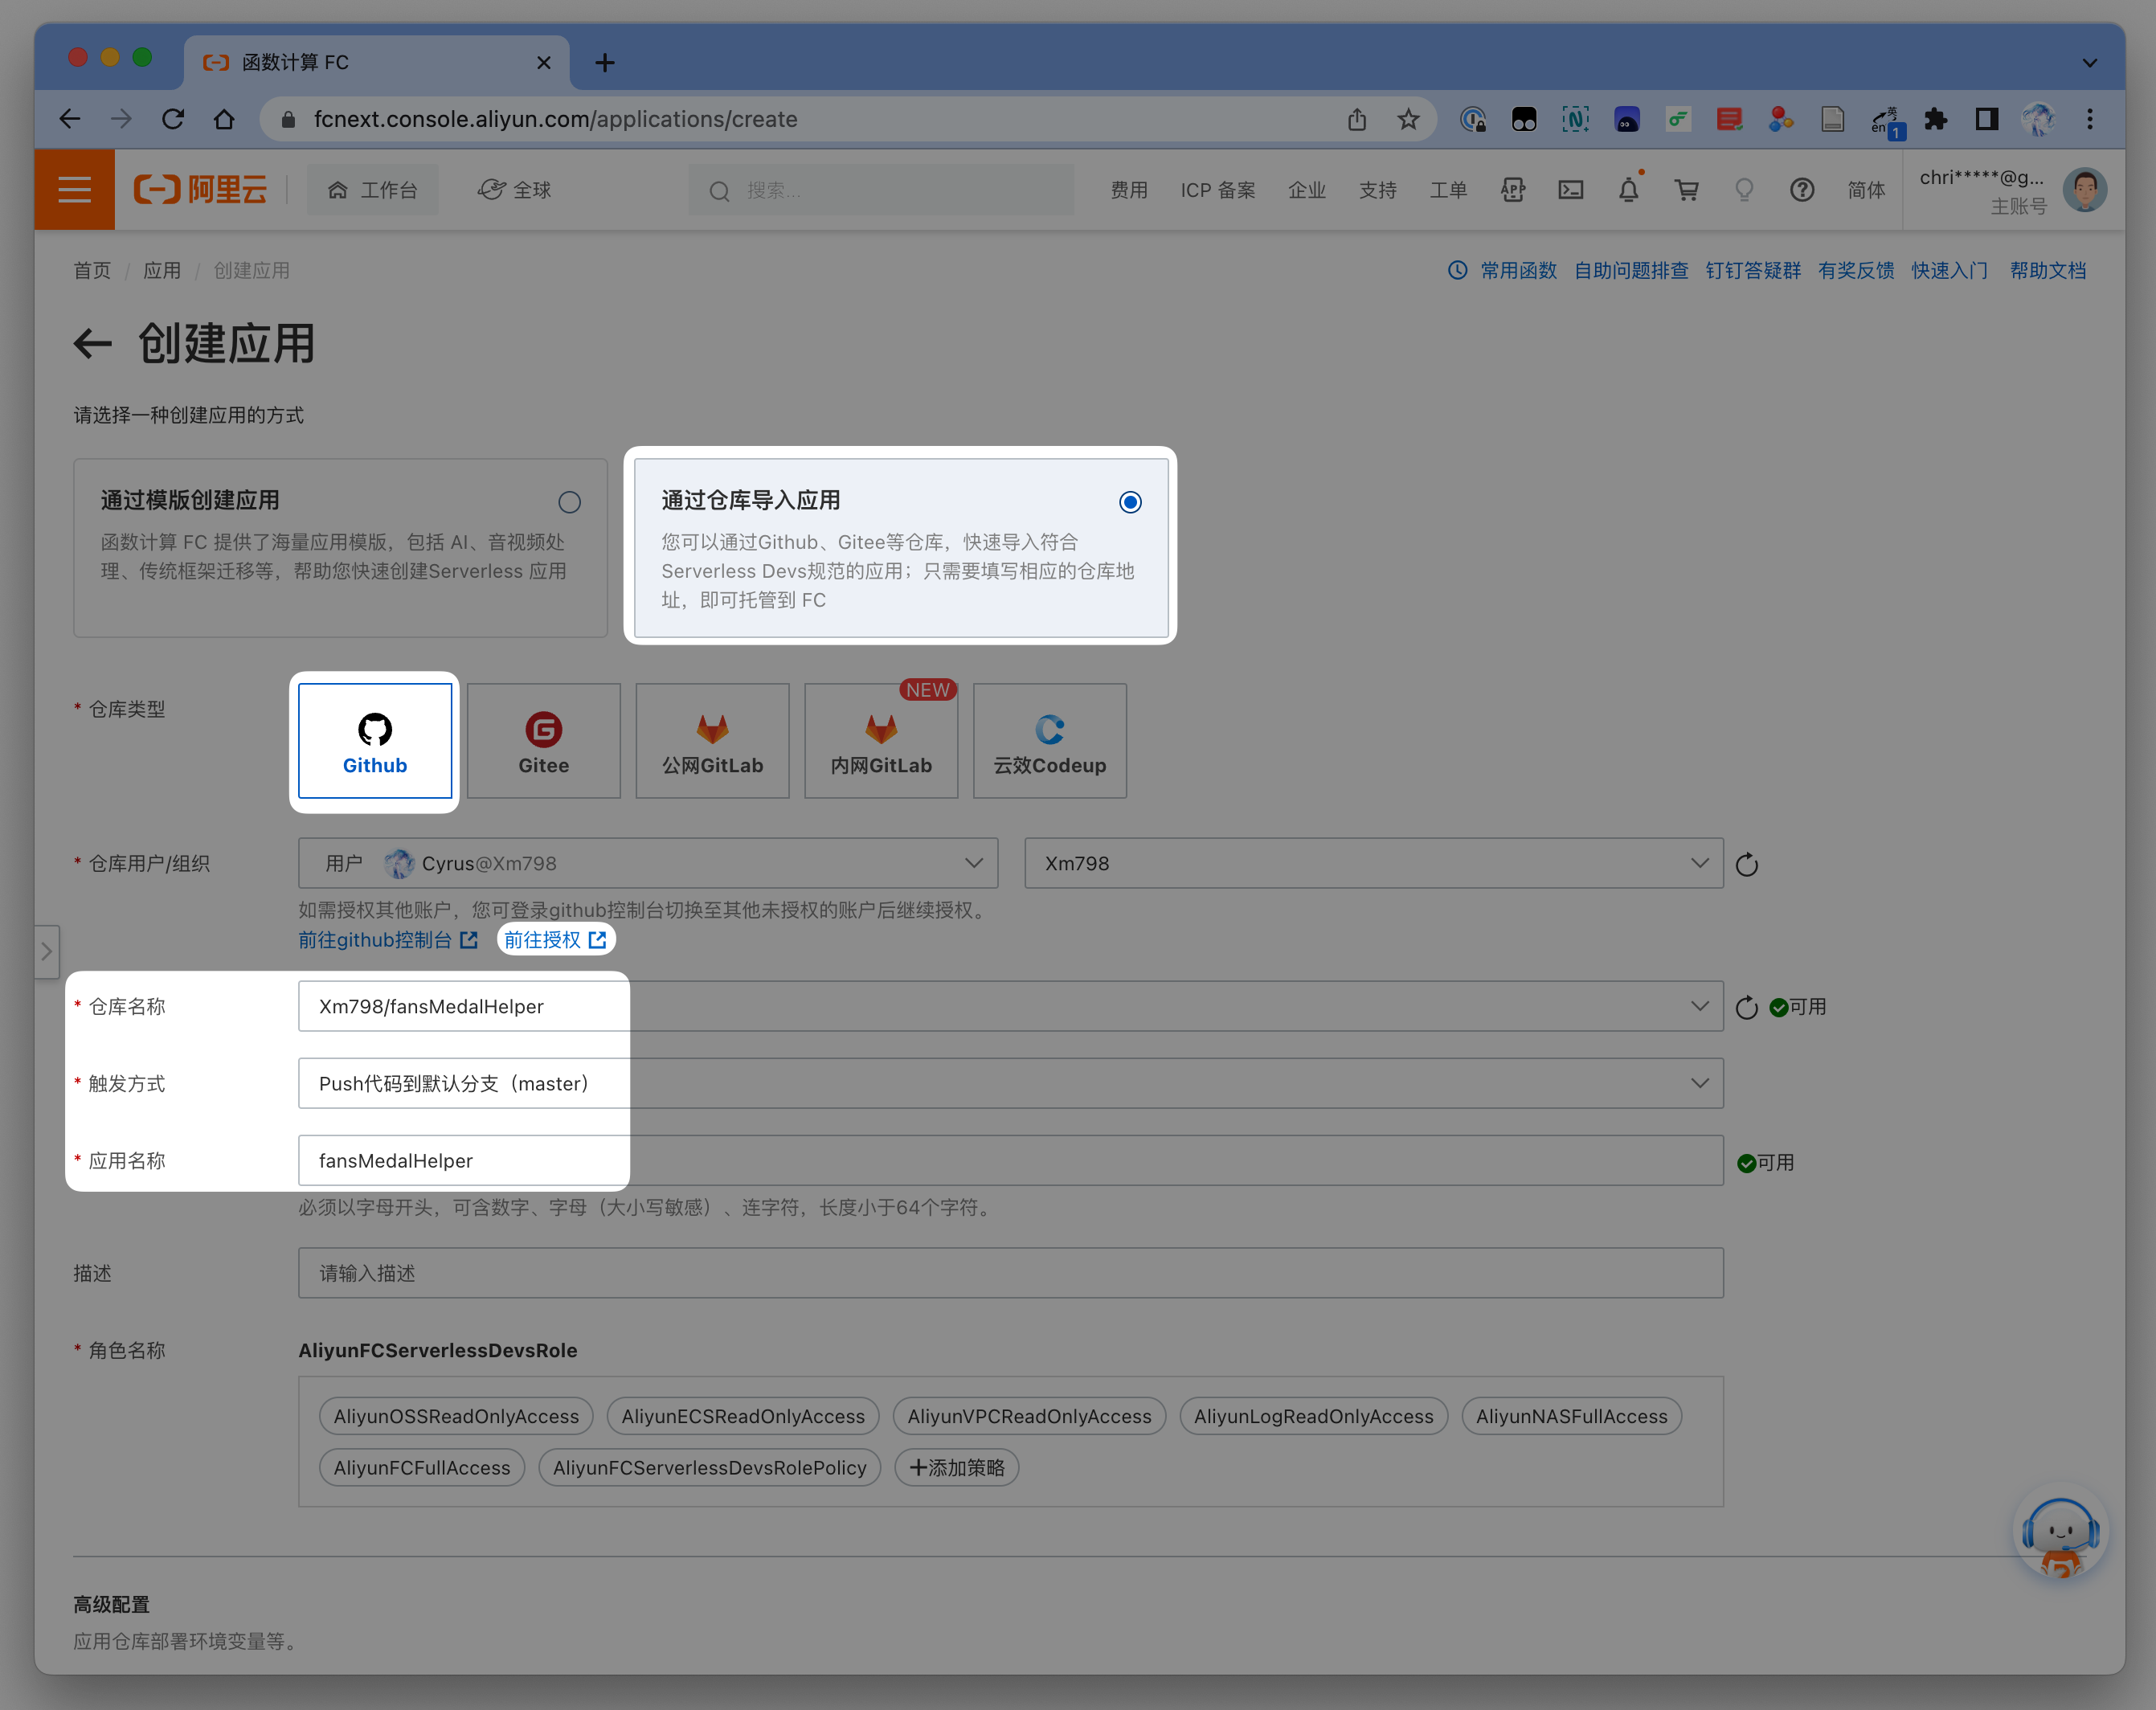 函数计算 FC
fcnext.console.aliyun.com/applications/create
英
en
1
阿里云
工作台
全球
搜索...
费用
ICP 备案
企业
支持
工单
APP
简体
chri*****@g...
主账号
首页 / 应用 / 创建应用
常用函数
自助问题排查
钉钉答疑群
有奖反馈
快速入门
帮助文档
创建应用
请选择一种创建应用的方式
通过模版创建应用
函数计算 FC 提供了海量应用模版，包括 AI、音视频处
理、传统框架迁移等，帮助您快速创建Serverless 应用
通过仓库导入应用
您可以通过Github、Gitee等仓库，快速导入符合
Serverless Devs规范的应用；只需要填写相应的仓库地
址，即可托管到 FC
* 仓库类型
Github
Gitee
公网GitLab
NEW
内网GitLab
云效Codeup
* 仓库用户/组织
用户 Cyrus@Xm798
Xm798
如需授权其他账户，您可登录github控制台切换至其他未授权的账户后继续授权。
前往github控制台
前往授权
* 仓库名称
Xm798/fansMedalHelper
可用
* 触发方式
Push代码到默认分支（master）
* 应用名称
fansMedalHelper
可用
必须以字母开头，可含数字、字母（大小写敏感）、连字符，长度小于64个字符。
描述
请输入描述
* 角色名称
AliyunFCServerlessDevsRole
AliyunOSSReadOnlyAccess
AliyunECSReadOnlyAccess
AliyunVPCReadOnlyAccess
AliyunLogReadOnlyAccess
AliyunNASFullAccess
AliyunFCFullAccess
AliyunFCServerlessDevsRolePolicy
添加策略
高级配置
应用仓库部署环境变量等。